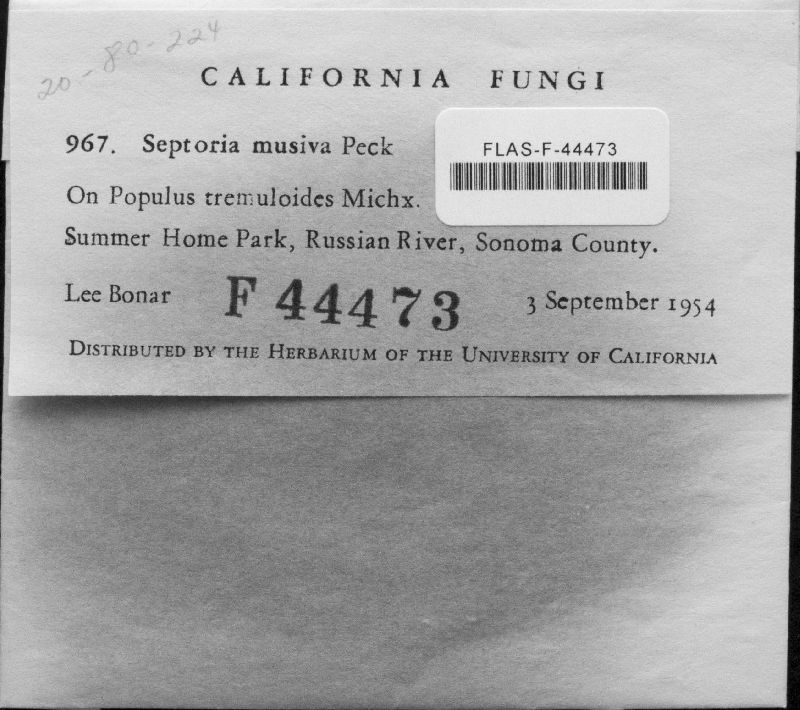 20-80-224
CALIFORNIA FUNGI
967. Septoria musiva Peck
FLAS-F-44473
On Populus tremuloides Michx.
Summer Home Park, Russian River, Sonoma County.
Lee Bonar F 44473 3 September 1954
DISTRIBUTED BY THE HERBARIUM OF THE UNIVERSITY OF CALIFORNIA